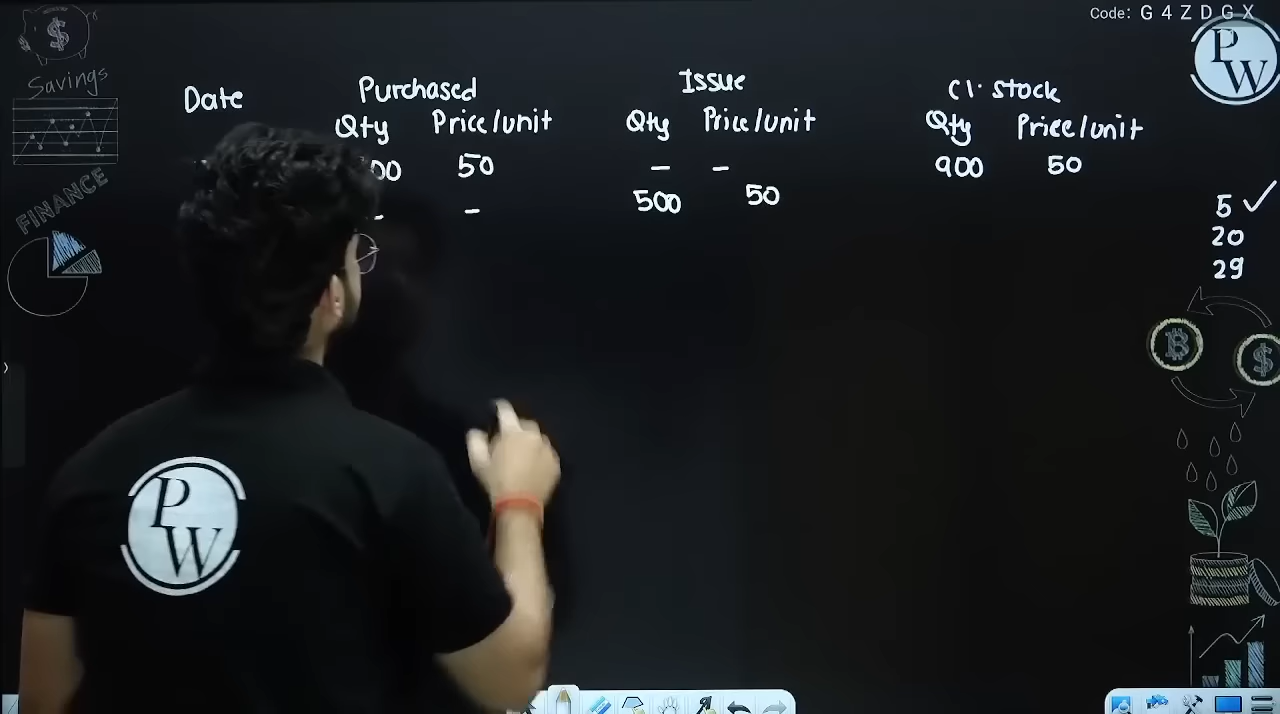 Code: G 4 Z D G X
Savings
FINANCE
P W
Date Purchased Issue Cl. stock
Qty Price/unit Qty Price/unit Qty Price/unit
50 - - 900 50
- - 500 50
5 ✓
20
29
P W